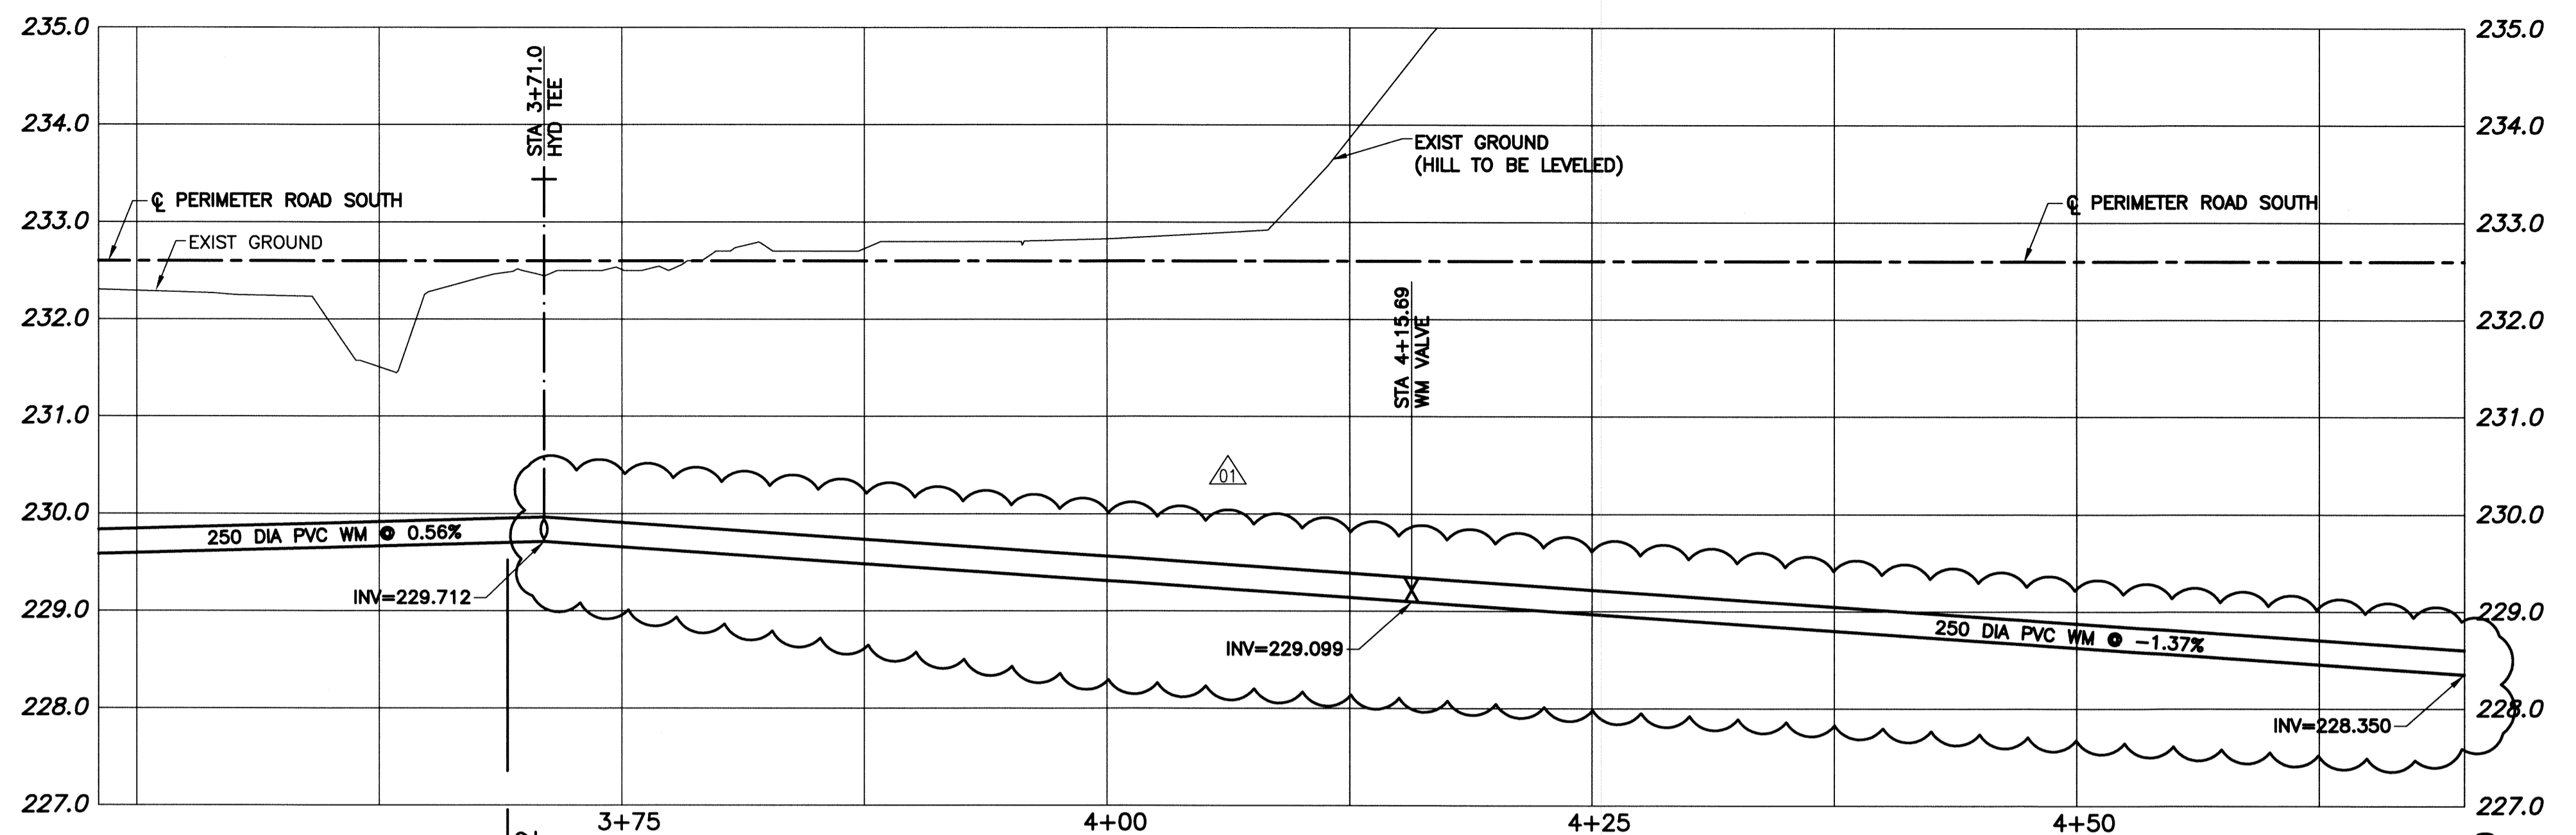 235.0
235.0
STA 3+71.0
HYD TEE
234.0
234.0
EXIST GROUND
(HILL TO BE LEVELED)
℄ PERIMETER ROAD SOUTH
℄ PERIMETER ROAD SOUTH
233.0
233.0
EXIST GROUND
232.0
232.0
STA 4+15.69
WM VALVE
231.0
231.0
01
230.0
230.0
250 DIA PVC WM @ 0.56%
INV=229.712
229.0
229.0
250 DIA PVC WM @ -1.37%
INV=229.099
228.0
228.0
INV=228.350
227.0
227.0
3+75
4+00
4+25
4+50